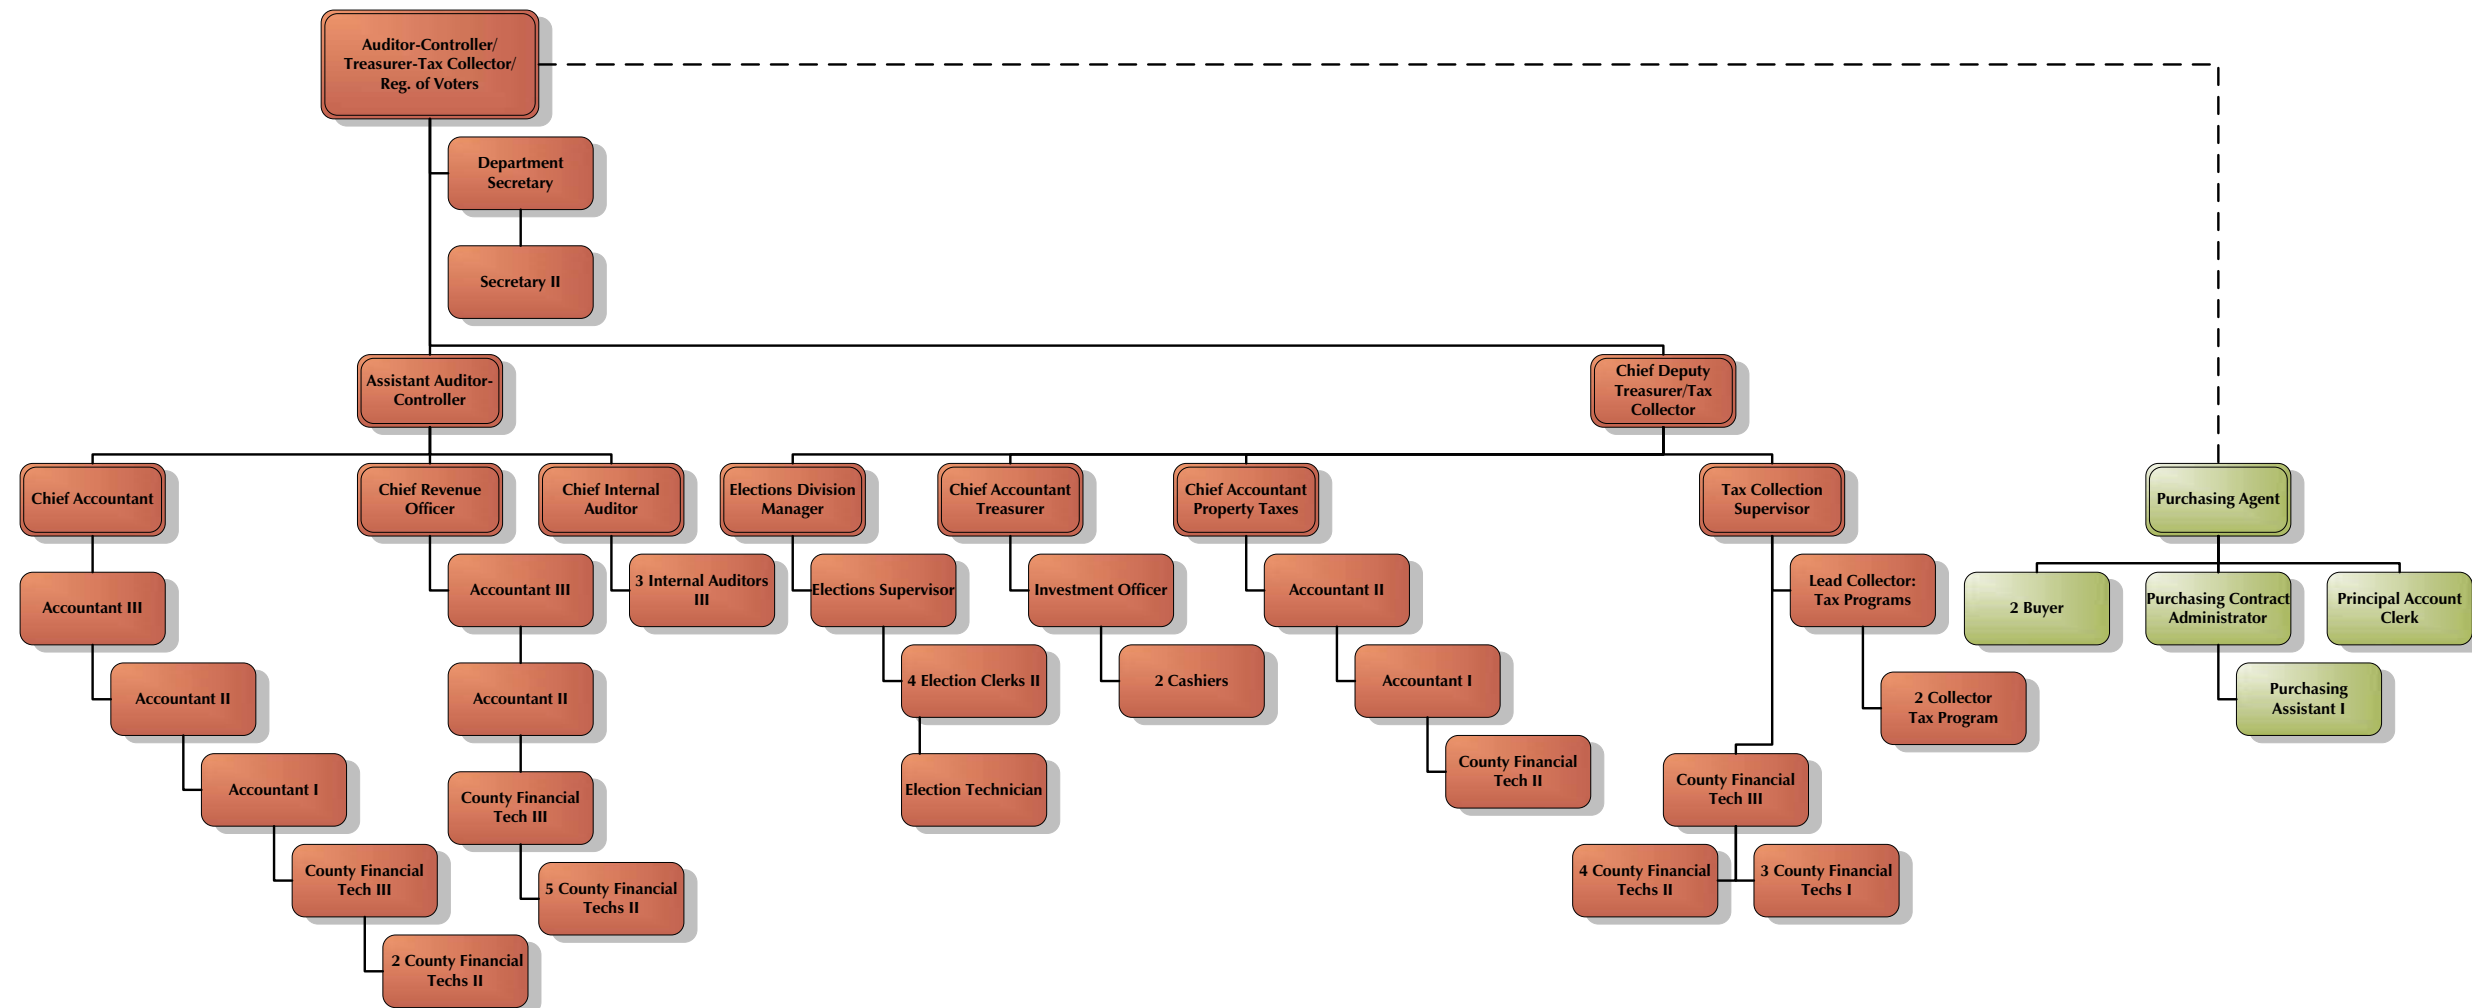 Auditor-Controller/
Treasurer-Tax Collector/
Reg. of Voters
Department
Secretary
Secretary II
Assistant Auditor-
Controller
Chief Deputy
Treasurer/Tax
Collector
Chief Accountant
Chief Revenue
Officer
Chief Internal
Auditor
Elections Division
Manager
Chief Accountant
Treasurer
Chief Accountant
Property Taxes
Tax Collection
Supervisor
Purchasing Agent
Accountant III
Accountant III
3 Internal Auditors
III
Elections Supervisor
Investment Officer
Accountant II
Lead Collector:
Tax Programs
2 Buyer
Purchasing Contract
Administrator
Principal Account
Clerk
Accountant II
Accountant II
4 Election Clerks II
2 Cashiers
Accountant I
2 Collector
Tax Program
Purchasing
Assistant I
Accountant I
County Financial
Tech III
Election Technician
County Financial
Tech II
County Financial
Tech III
County Financial
Tech III
5 County Financial
Techs II
4 County Financial
Techs II
3 County Financial
Techs I
2 County Financial
Techs II